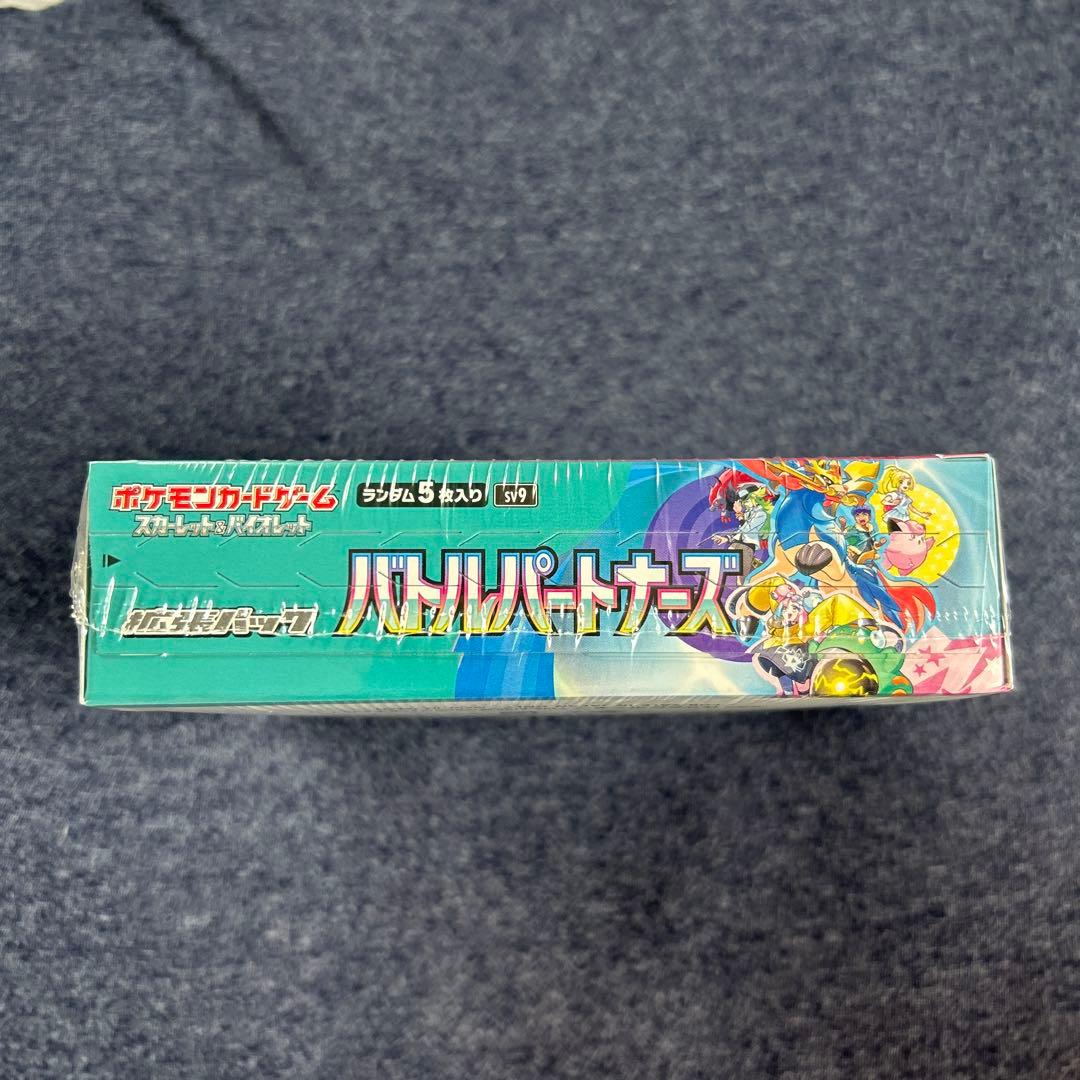 ポケモンカードゲーム
スカーレット&バイオレット
ランダム5枚入り
sv9
バトルパートナーズ
拡張パック